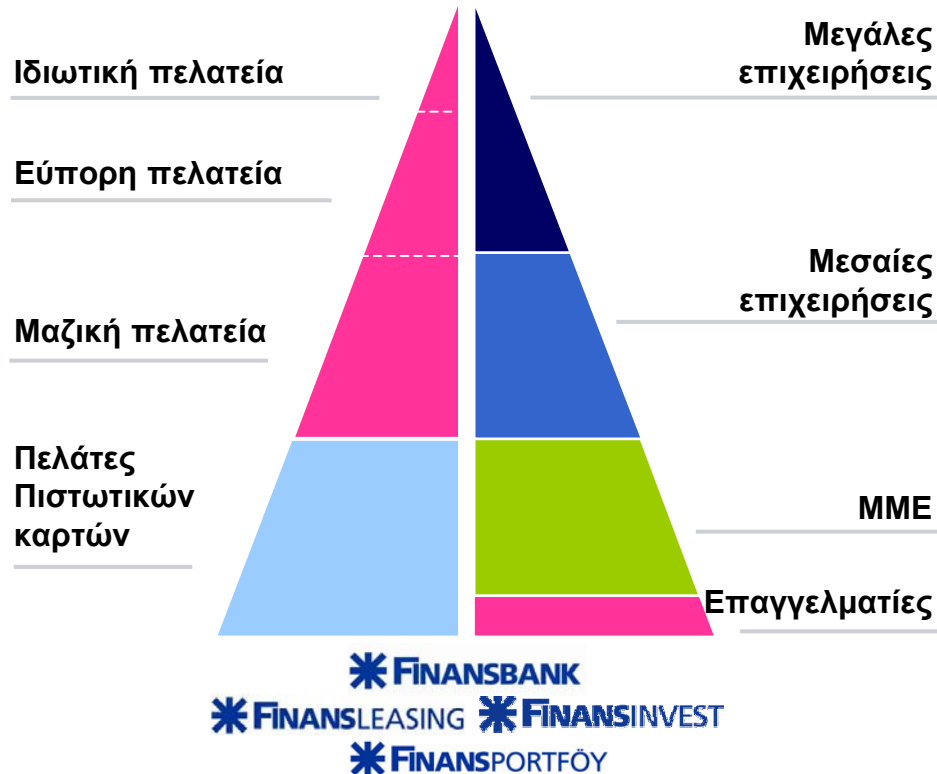 Ιδιωτική πελατεία
Εύπορη πελατεία
Μαζική πελατεία
Πελάτες
Πιστωτικών
καρτών
Μεγάλες
επιχειρήσεις
Μεσαίες
επιχειρήσεις
ΜΜΕ
Επαγγελματίες
FINANSBANK
FINANSLEASING FINANSINVEST
FINANSPORTFÖY